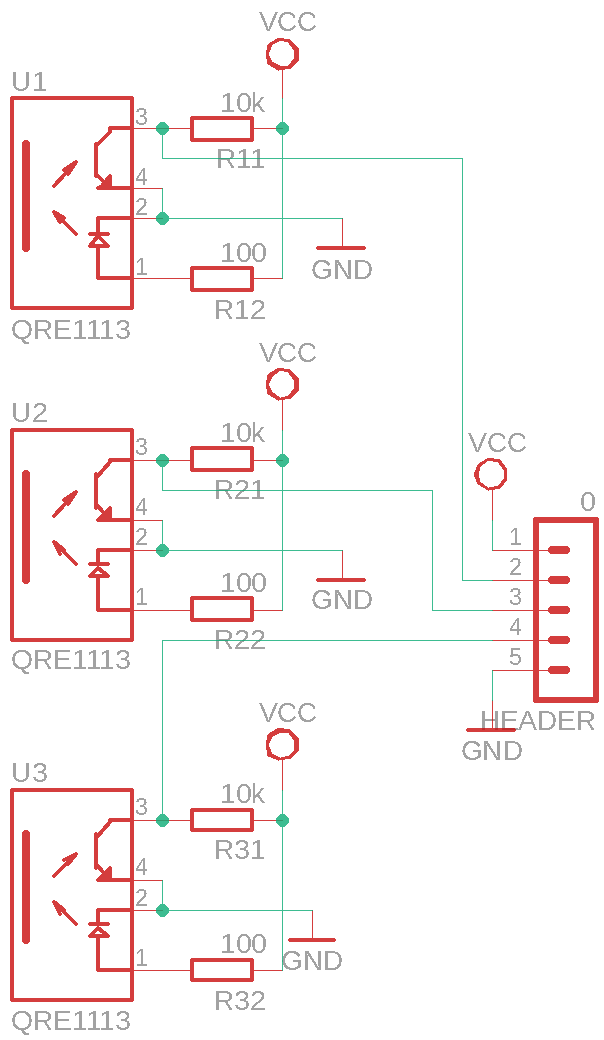 VCC
U1
3
10k
R11
4
2
1
100
GND
R12
QRE1113
VCC
U2
3
10k
R21
4
2
1
100
GND
R22
QRE1113
VCC
0
1
2
3
4
5
HEADER
GND
VCC
U3
3
10k
R31
4
2
1
100
GND
R32
QRE1113